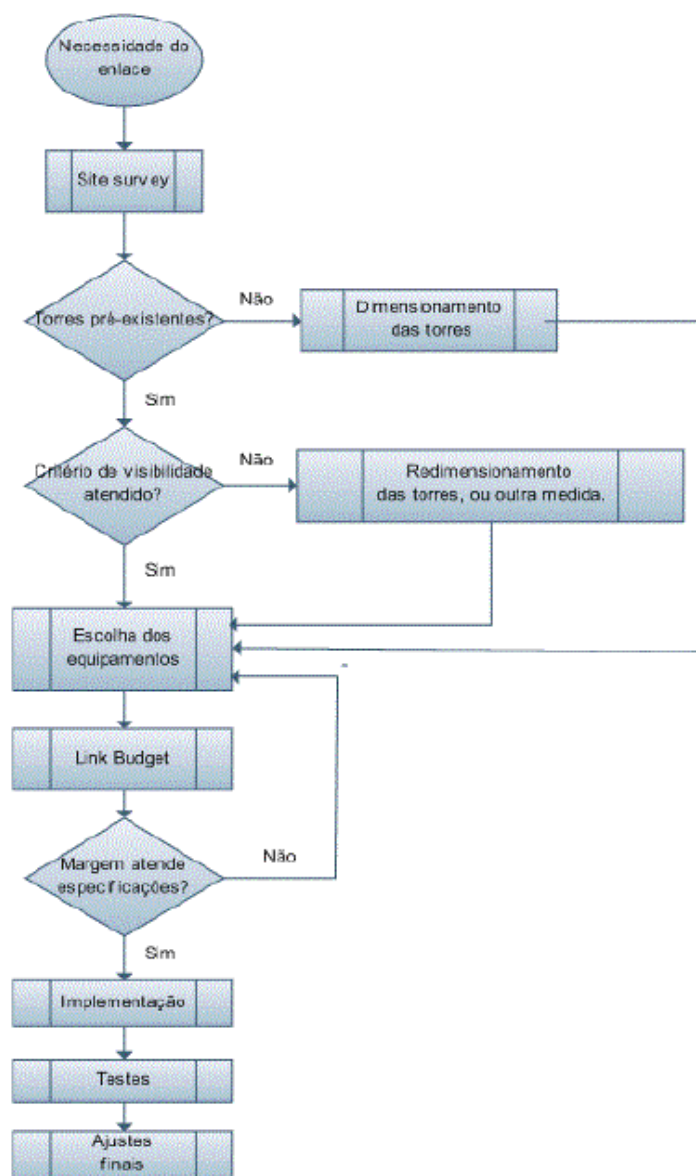 Necessidade do
enlace
Site survey
Torres pré-existentes?
Não
Dimensionamento
das torres
Sim
Critério de visibilidade
atendido?
Não
Redimensionamento
das torres, ou outra medida.
Sim
Escolha dos
equipamentos
Link Budget
Margem atende
especificações?
Não
Sim
Implementação
Testes
Ajustes
finais